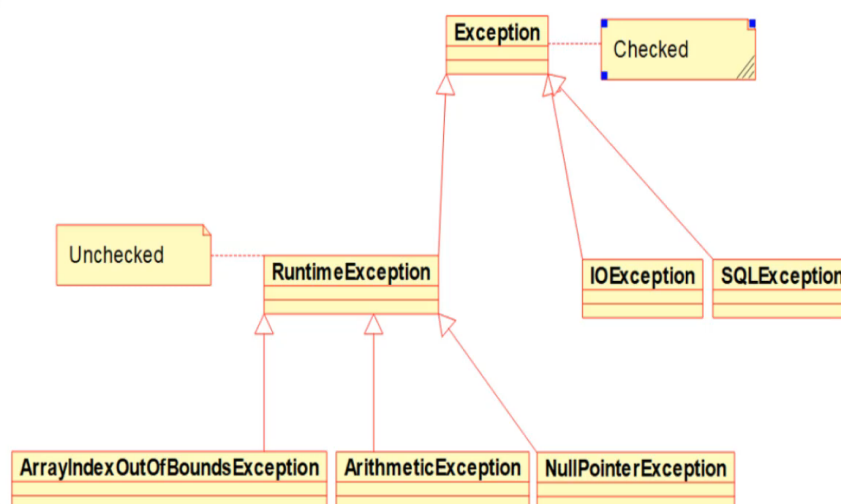 Exception
Checked
Unchecked
RuntimeException
IOException
SQLException
ArrayIndexOutOfBoundsException
ArithmeticException
NullPointerException